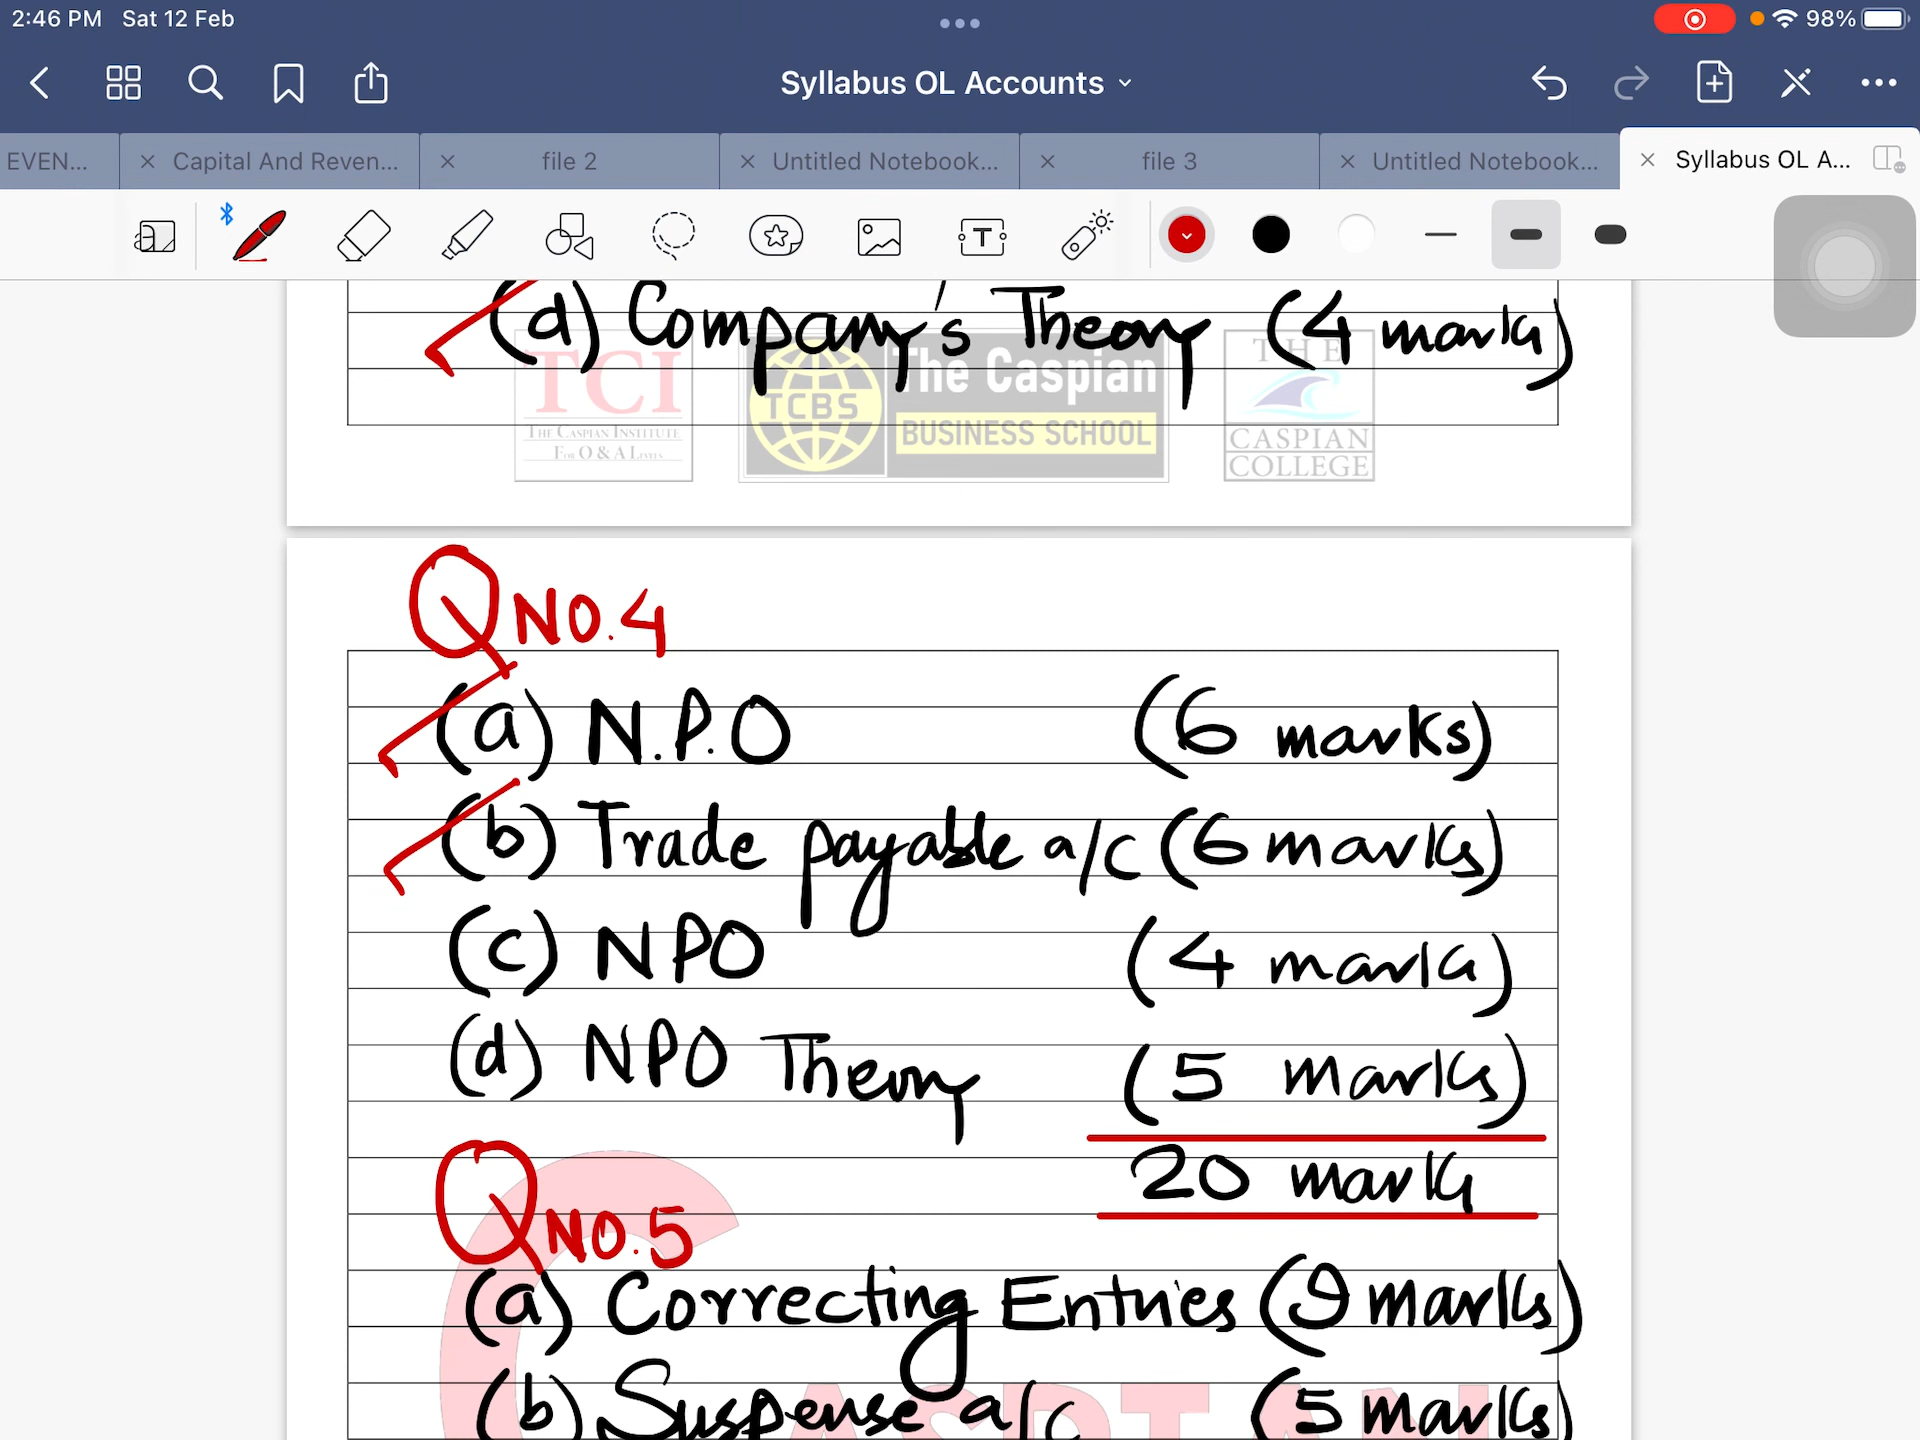 2:46 PM Sat 12 Feb
98%
Syllabus OL Accounts
EVEN...
Capital And Reven...
file 2
Untitled Notebook...
file 3
Untitled Notebook...
Syllabus OL A...
(d) Company's Theory (4 marks)
TCI
THE CASPIAN INSTITUTE
FOR O & A LEVELS
TCBS
The Caspian
BUSINESS SCHOOL
THE
CASPIAN
COLLEGE
Q NO.4
(a) N.P.O (6 marks)
(b) Trade payable a/c (6 marks)
(c) NPO (4 marks)
(d) NPO Theory (5 marks)
20 marks
Q NO.5
(a) Correcting Entries (9 marks)
(b) Suspense a/c (5 marks)